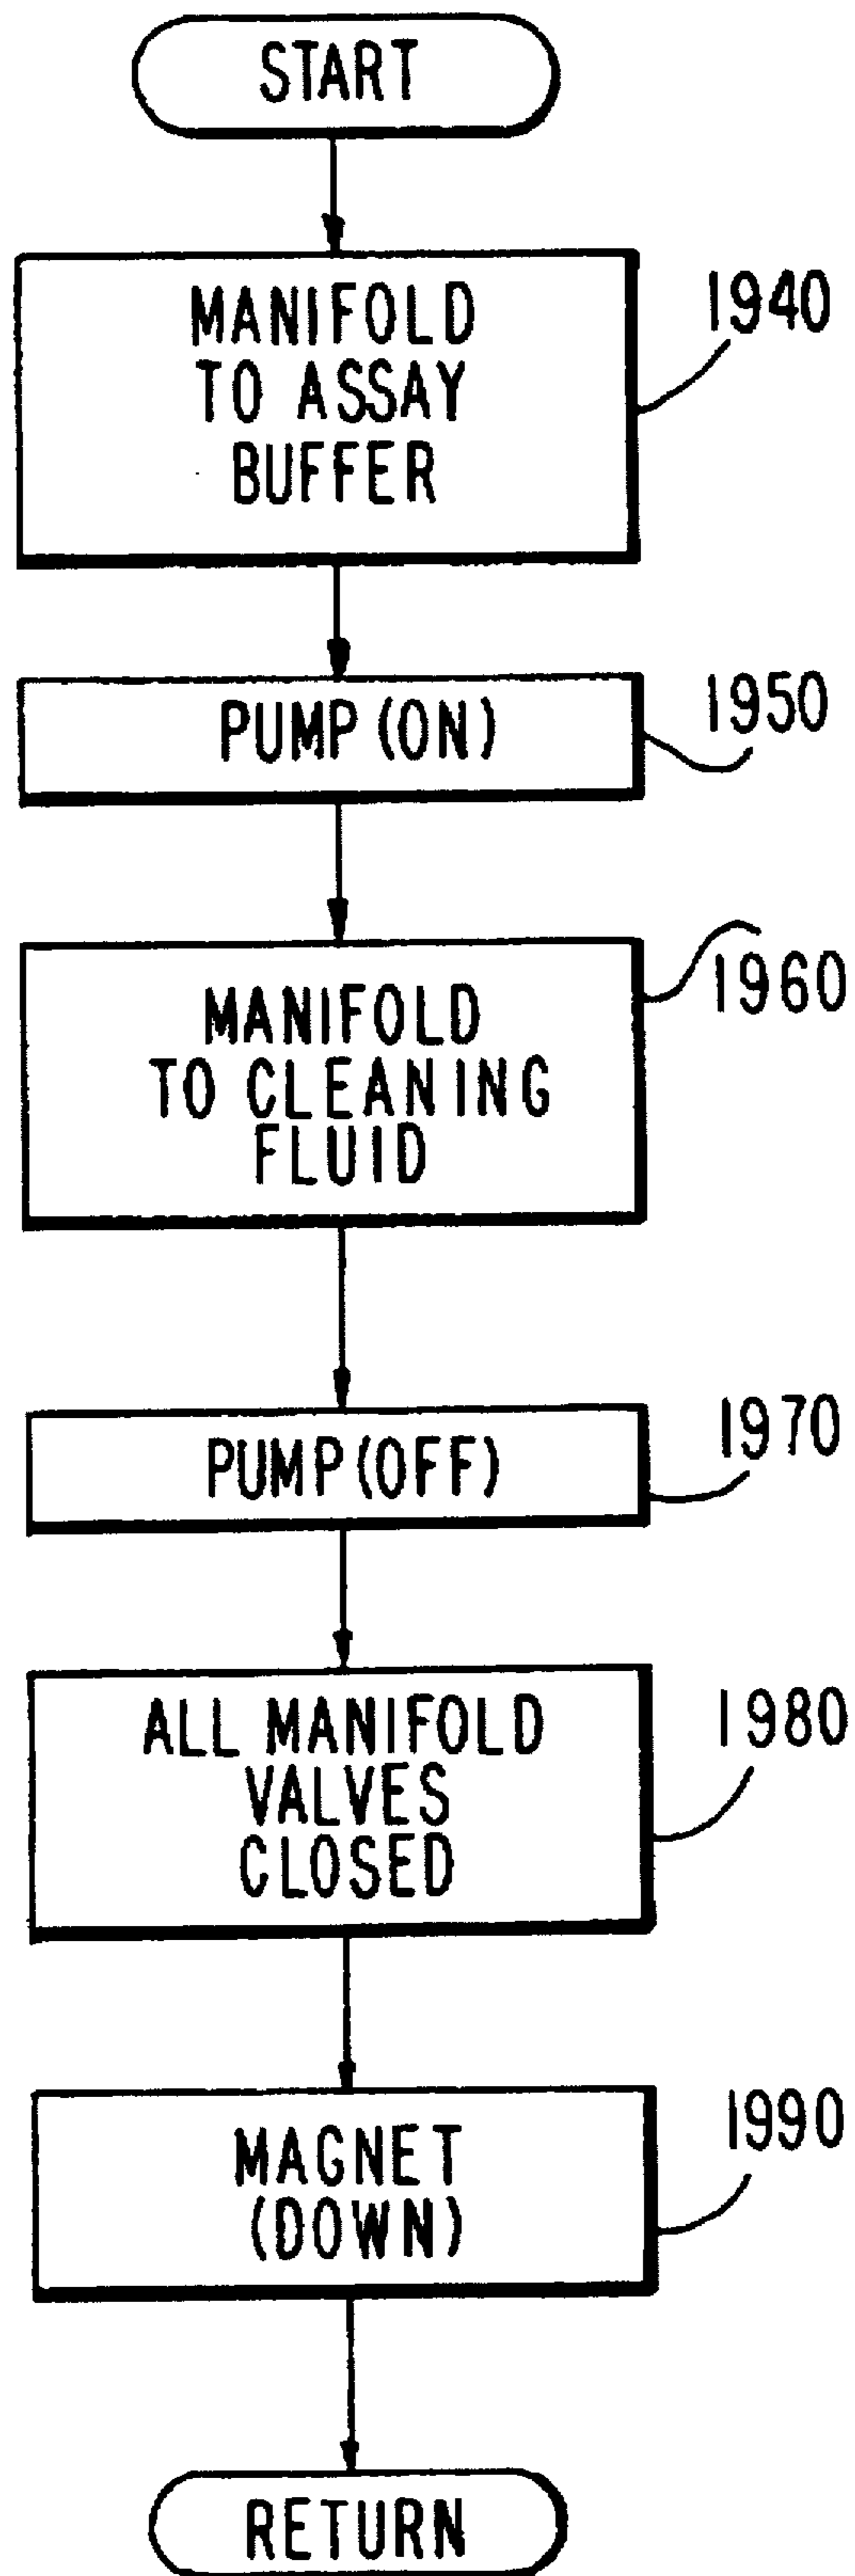 START
MANIFOLD
TO ASSAY
BUFFER
1940
PUMP (ON)
1950
MANIFOLD
TO CLEANING
FLUID
1960
PUMP (OFF)
1970
ALL MANIFOLD
VALVES
CLOSED
1980
MAGNET
(DOWN)
1990
RETURN